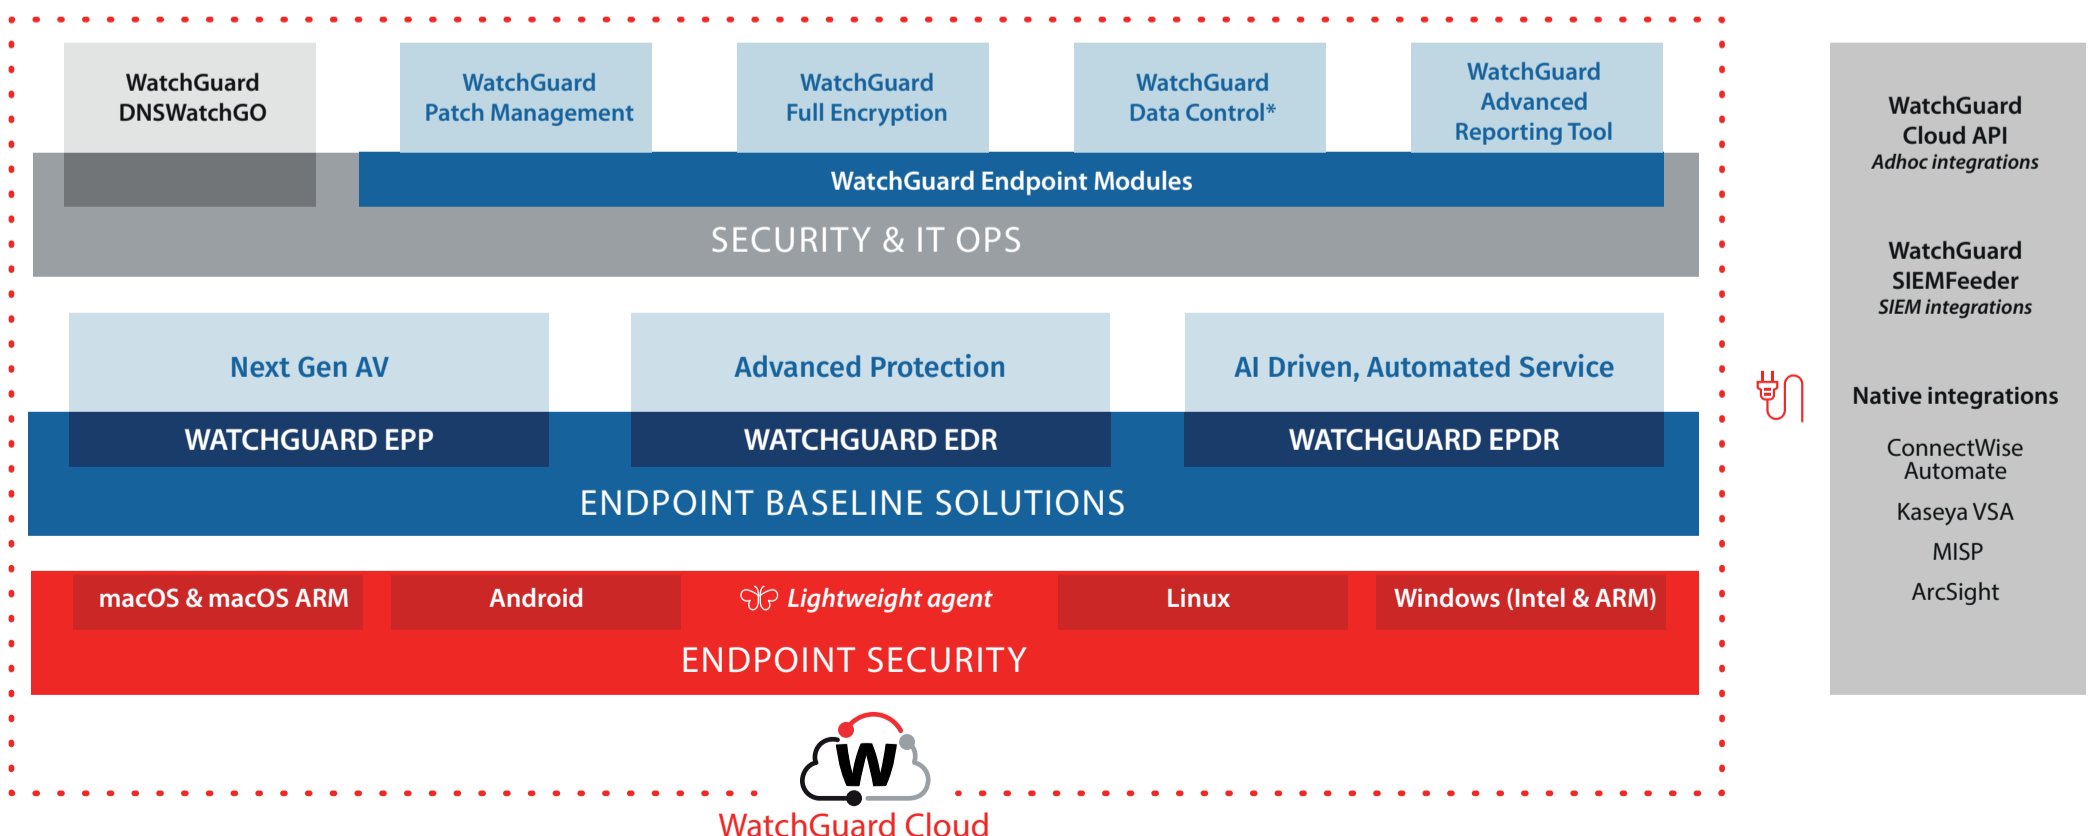 WatchGuard
DNSWatchGO
WatchGuard
Patch Management
WatchGuard
Full Encryption
WatchGuard
Data Control*
WatchGuard
Advanced
Reporting Tool
WatchGuard Endpoint Modules
SECURITY & IT OPS
Next Gen AV
Advanced Protection
AI Driven, Automated Service
WATCHGUARD EPP
WATCHGUARD EDR
WATCHGUARD EPDR
ENDPOINT BASELINE SOLUTIONS
macOS & macOS ARM
Android
Lightweight agent
Linux
Windows (Intel & ARM)
ENDPOINT SECURITY
W
WatchGuard Cloud
WatchGuard
Cloud API
Adhoc integrations
WatchGuard
SIEMFeeder
SIEM integrations
Native integrations
ConnectWise
Automate
Kaseya VSA
MISP
ArcSight